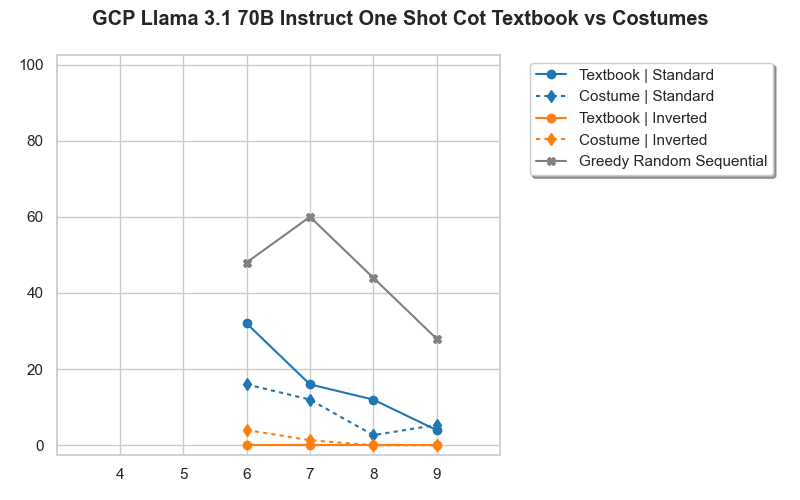 GCP Llama 3.1 70B Instruct One Shot Cot Textbook vs Costumes
100
80
60
40
20
0
4 5 6 7 8 9
Textbook | Standard
Costume | Standard
Textbook | Inverted
Costume | Inverted
Greedy Random Sequential